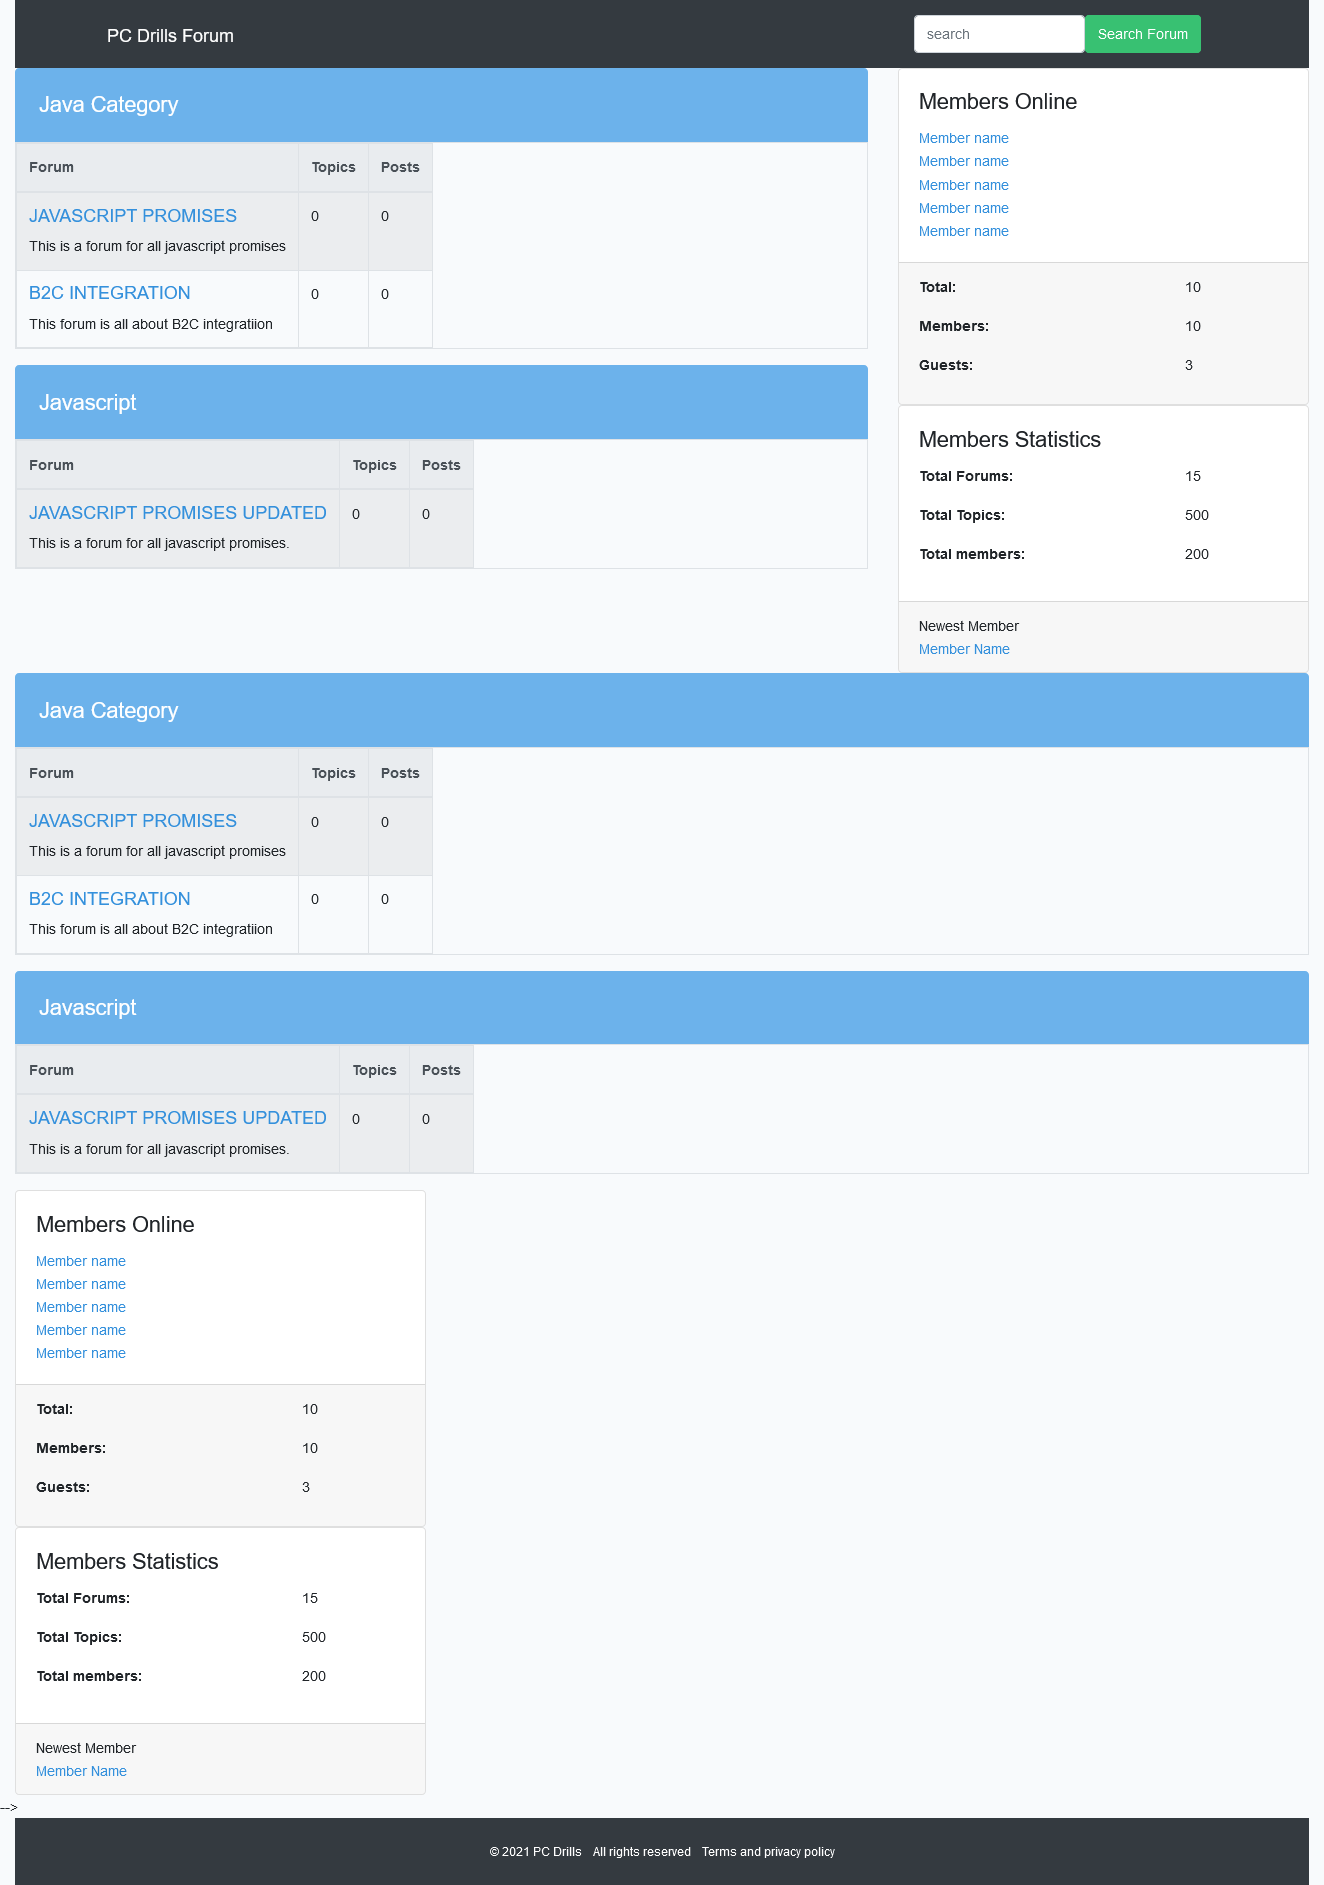 PC Drills Forum
search
Search Forum
Java Category
Forum Topics Posts
JAVASCRIPT PROMISES 0 0
This is a forum for all javascript promises
B2C INTEGRATION 0 0
This forum is all about B2C integratiion
Javascript
Forum Topics Posts
JAVASCRIPT PROMISES UPDATED 0 0
This is a forum for all javascript promises.
Members Online
Member name
Member name
Member name
Member name
Member name
Total: 10
Members: 10
Guests: 3
Members Statistics
Total Forums: 15
Total Topics: 500
Total members: 200
Newest Member
Member Name
Java Category
Forum Topics Posts
JAVASCRIPT PROMISES 0 0
This is a forum for all javascript promises
B2C INTEGRATION 0 0
This forum is all about B2C integratiion
Javascript
Forum Topics Posts
JAVASCRIPT PROMISES UPDATED 0 0
This is a forum for all javascript promises.
Members Online
Member name
Member name
Member name
Member name
Member name
Total: 10
Members: 10
Guests: 3
Members Statistics
Total Forums: 15
Total Topics: 500
Total members: 200
Newest Member
Member Name
-->
© 2021 PC Drills All rights reserved Terms and privacy policy